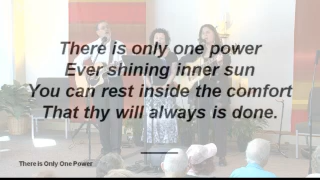 There is only one power
Ever shining inner sun
You can rest inside the comfort
That thy will always is done.
There is Only One Power